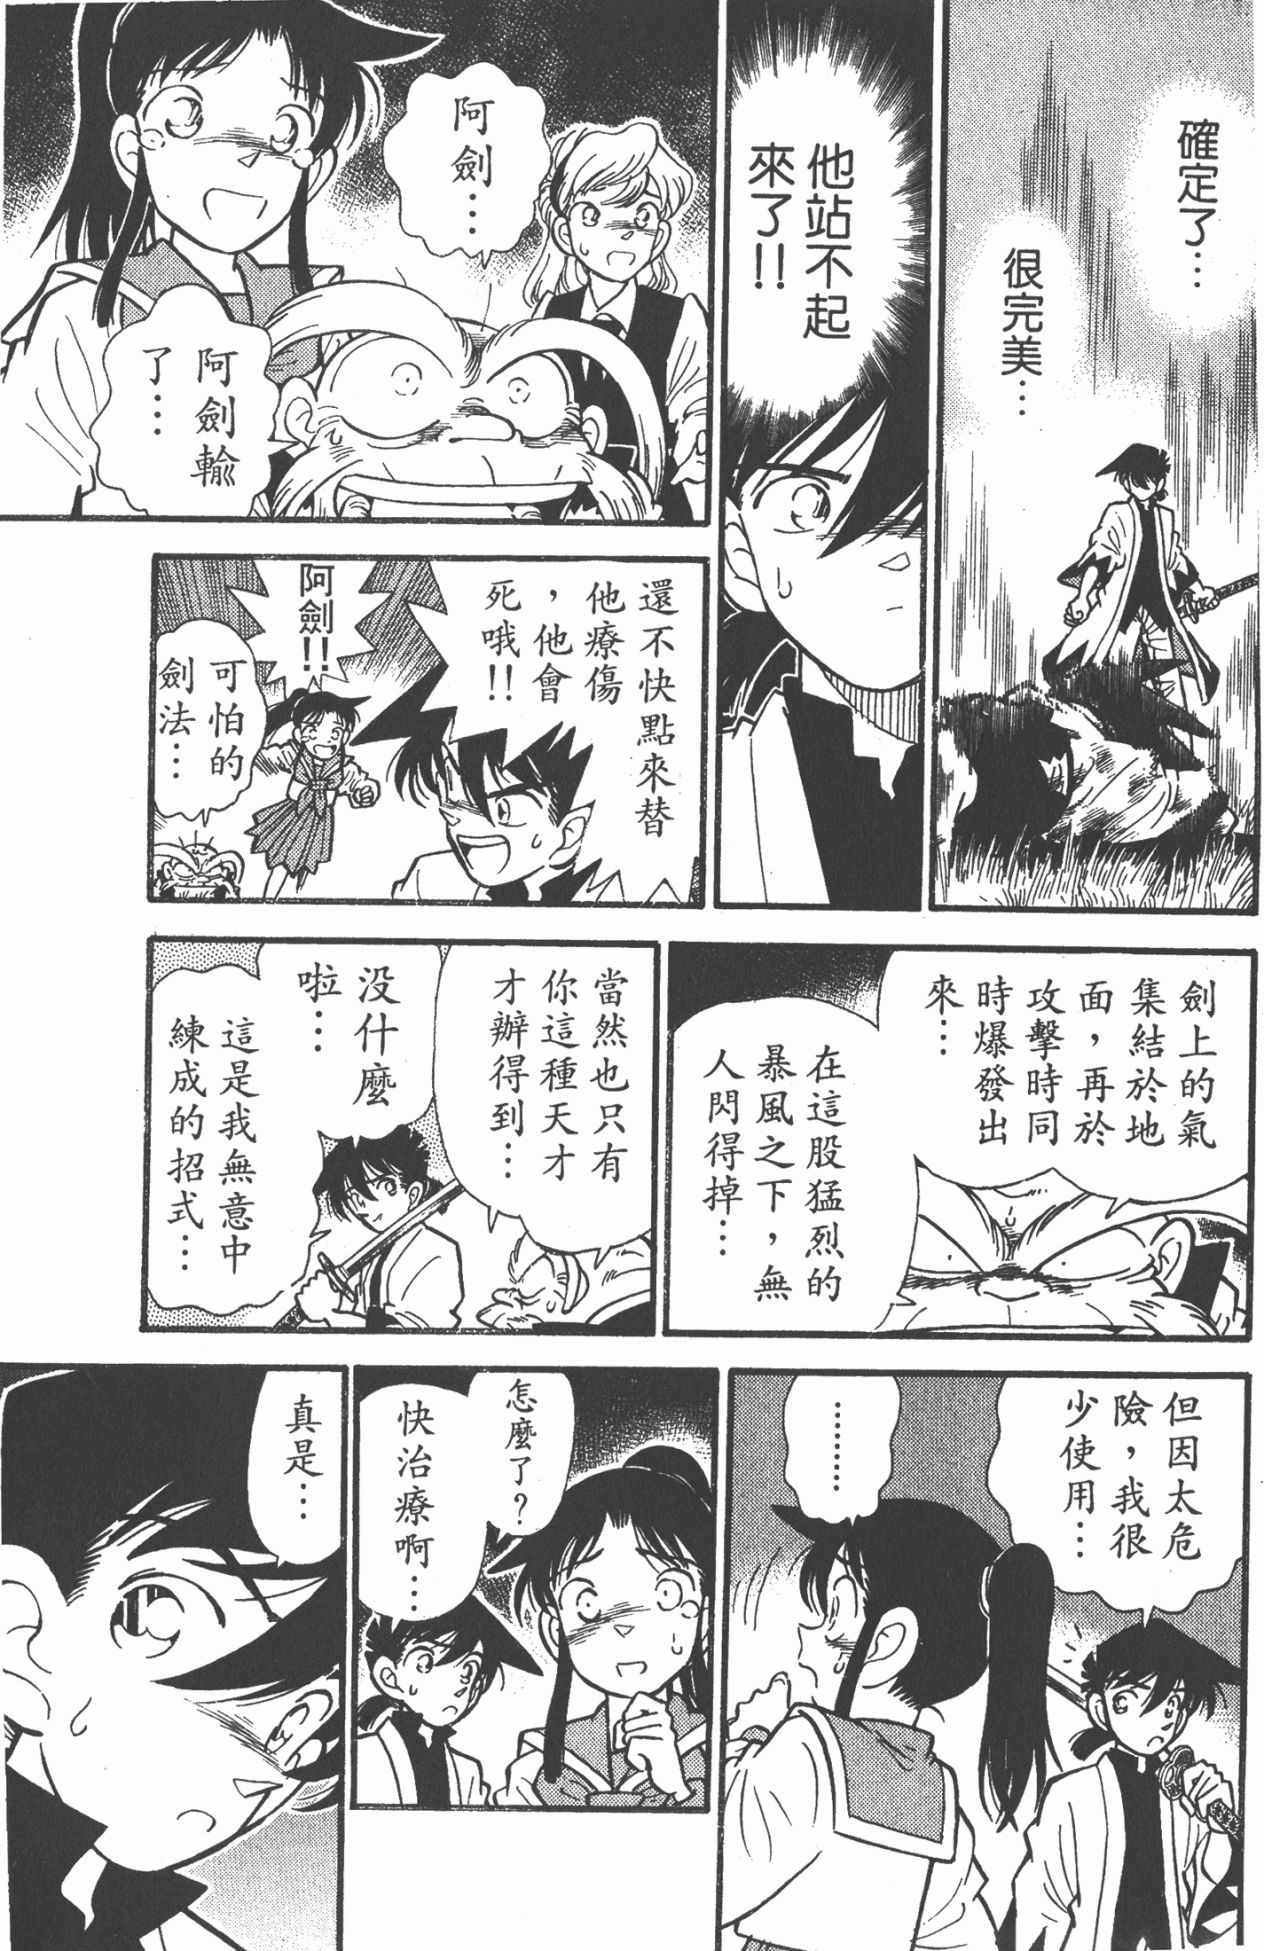 確定了…
很完美…
他站不起
來了!!
阿劍…
阿劍輸
了…
還不快點來替
他療傷
，他會
死哦!!
阿劍!!
可怕的
劍法…
劍上的氣
集結於地
面，再於
攻擊時同
時爆發出
來…
在這股猛烈的
暴風之下，無
人閃得掉…
當然也只有
你這種天才
才辦得到…
没什麼
啦…
這是我無意中
練成的招式…
但因太危
險，我很
少使用…
………
怎麼了?
快治療啊…
真是…